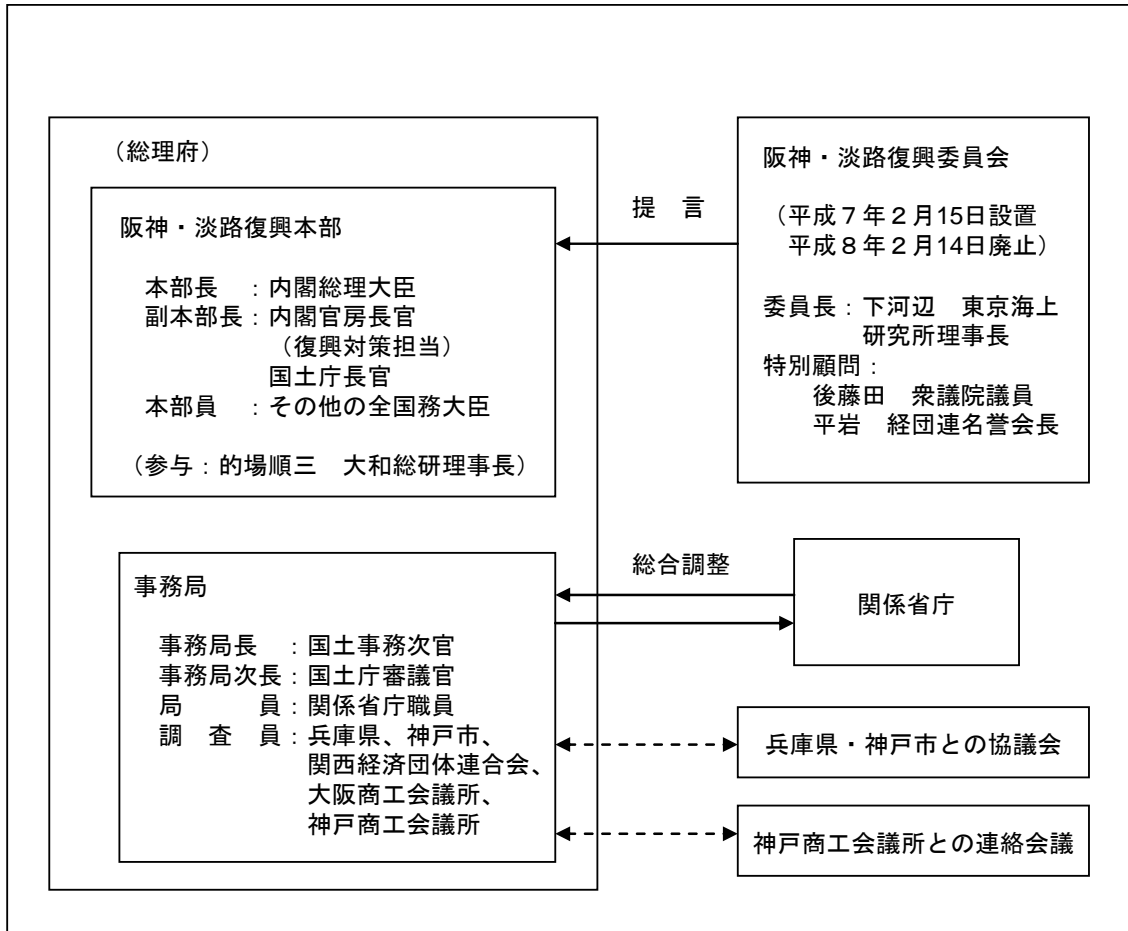 （総理府）
阪神・淡路復興本部
本部長　：内閣総理大臣
副本部長：内閣官房長官
（復興対策担当）
国土庁長官
本部員　：その他の全国務大臣
（参与：的場順三　大和総研理事長）
提　言
阪神・淡路復興委員会
（平成７年２月15日設置
平成８年２月14日廃止）
委員長：下河辺　東京海上
研究所理事長
特別顧問：
後藤田　衆議院議員
平岩　経団連名誉会長
事務局
事務局長　：国土事務次官
事務局次長：国土庁審議官
局　　　員：関係省庁職員
調　査　員：兵庫県、神戸市、
関西経済団体連合会、
大阪商工会議所、
神戸商工会議所
総合調整
関係省庁
兵庫県・神戸市との協議会
神戸商工会議所との連絡会議